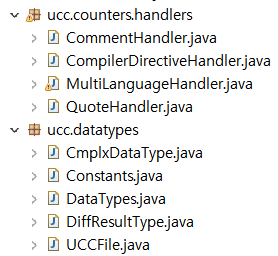 ucc.counters.handlers
CommentHandler.java
CompilerDirectiveHandler.java
MultiLanguageHandler.java
QuoteHandler.java
ucc.datatypes
CmplxDataType.java
Constants.java
DataTypes.java
DiffResultType.java
UCCFile.java